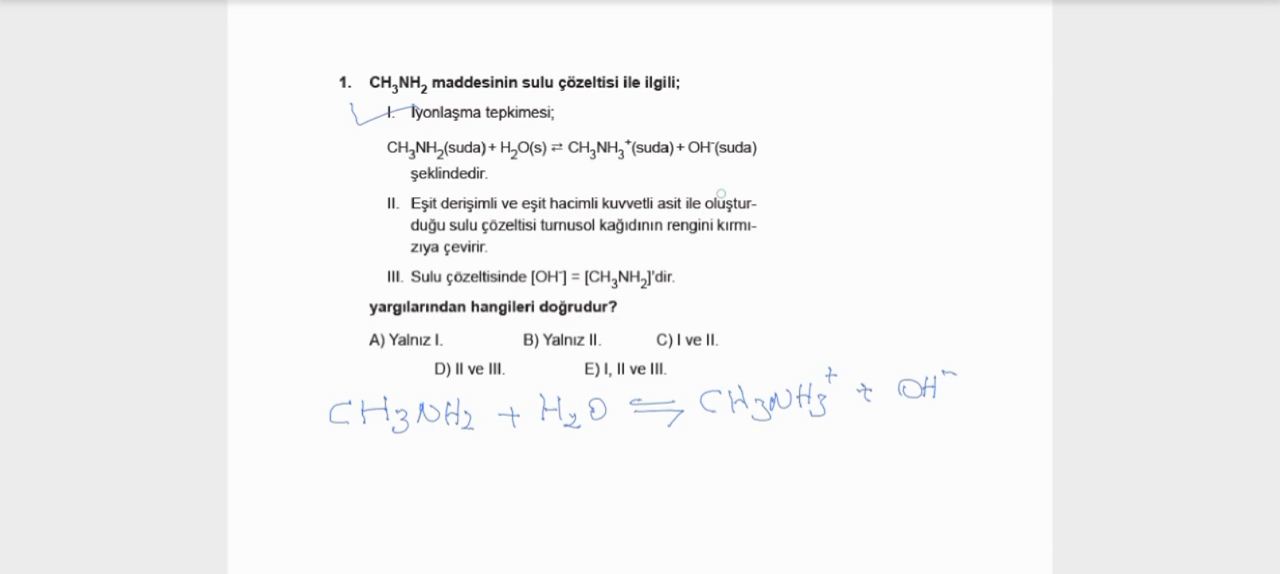 1. CH₃NH₂ maddesinin sulu çözeltisi ile ilgili;
I. İyonlaşma tepkimesi;
CH₃NH₂(suda) + H₂O(s) ⇌ CH₃NH₃⁺(suda) + OH⁻(suda)
şeklindedir.
II. Eşit derişimli ve eşit hacimli kuvvetli asit ile oluştur-
duğu sulu çözeltisi turnusol kağıdının rengini kırmı-
zıya çevirir.
III. Sulu çözeltisinde [OH⁻] = [CH₃NH₂]'dir.
yargılarından hangileri doğrudur?
A) Yalnız I. B) Yalnız II. C) I ve II.
D) II ve III. E) I, II ve III.
CH₃NH₂ + H₂O ⇌ CH₃NH₃⁺ + OH⁻